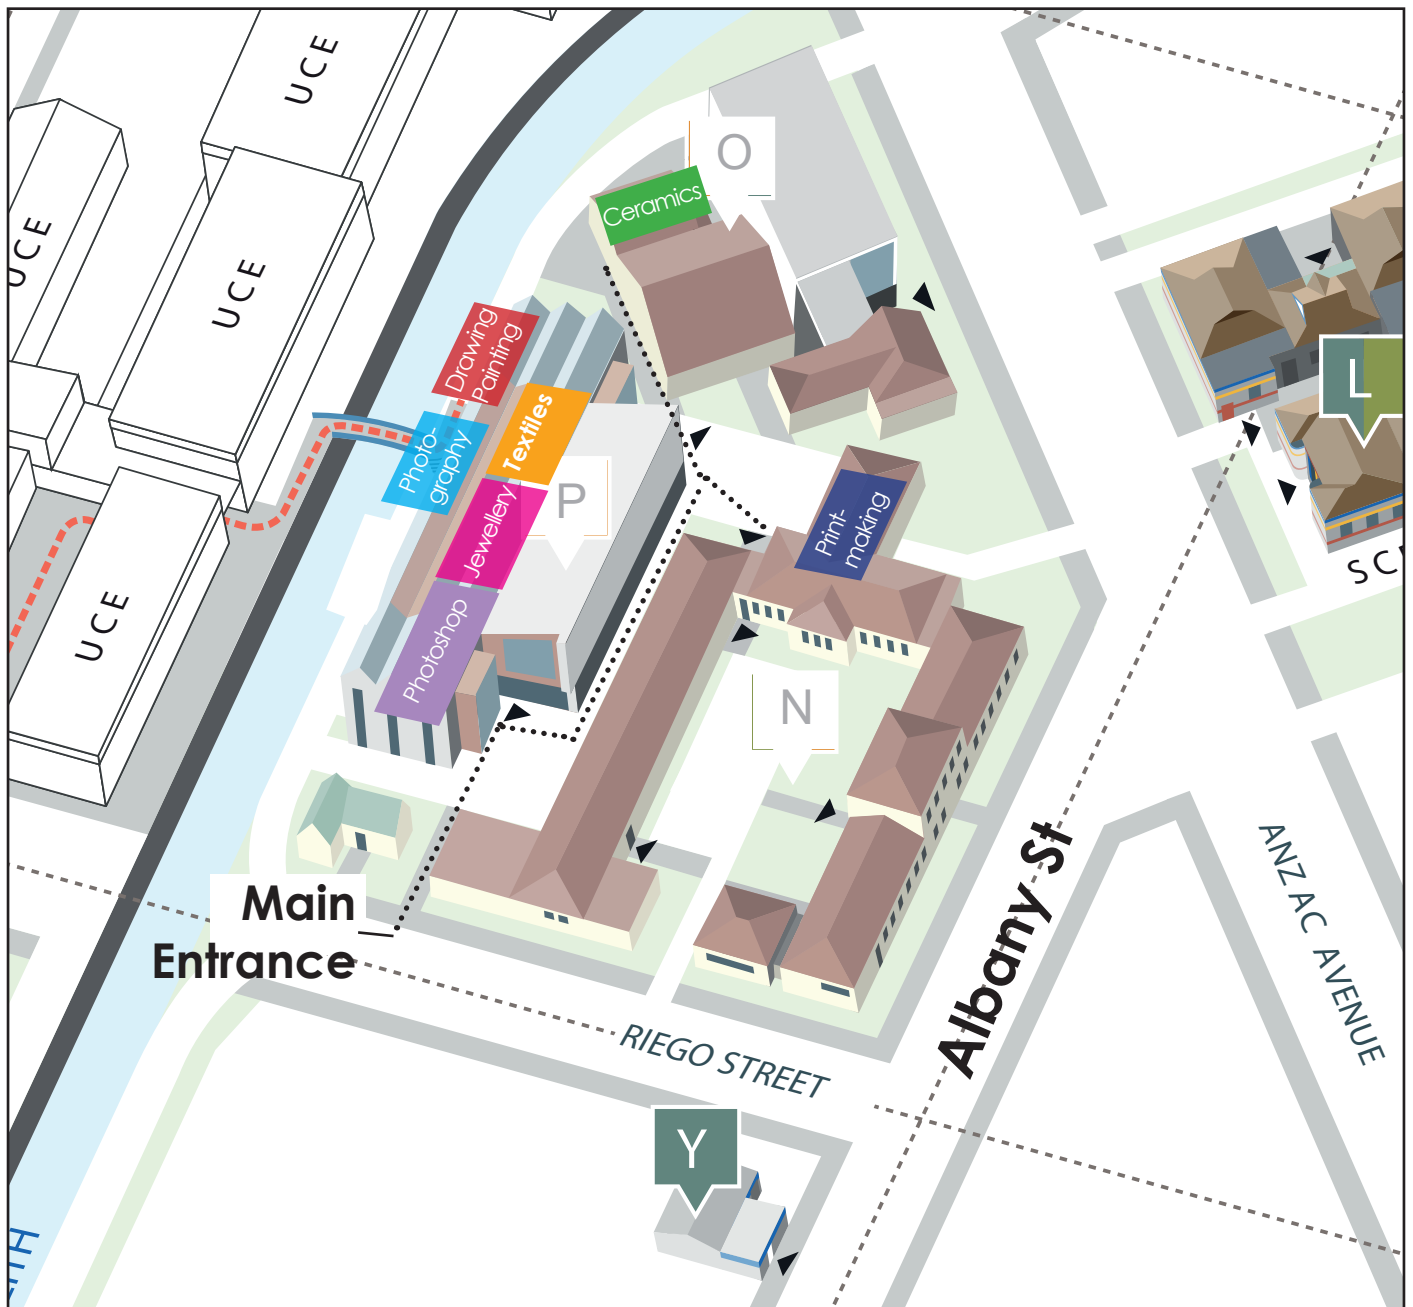 UCE
UCE
UCE
UCE
O
Ceramics
Drawing
Painting
Photo-
graphy
Textiles
Jewellery
P
Photoshop
Print-
making
N
L
Main
Entrance
RIEGO STREET
Albany St
ANZAC AVENUE
Y